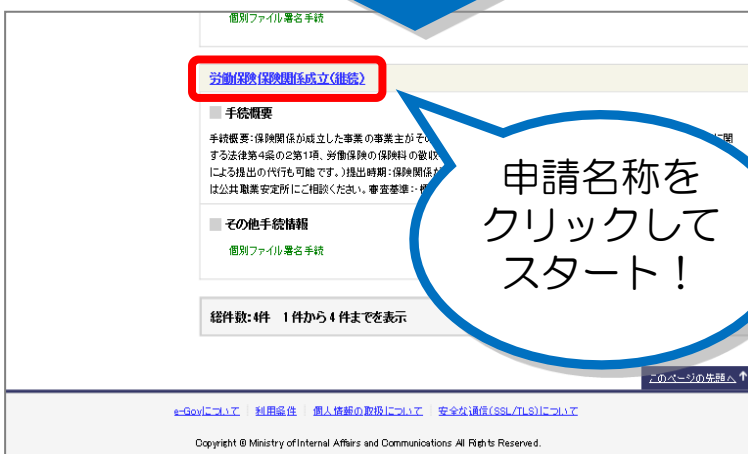 個別ファイル署名手続
労働保険保険関係成立(継続)
手続概要
手続概要:保険関係が成立した事業の事業主がその
に関
する法律第4条の2第1項、労働保険の保険料の徴収
による提出の代行も可能です。)提出時期:保険関係が
は公共職業安定所にご相談ください。審査基準:-
その他手続情報
個別ファイル署名手続
申請名称を
クリックして
スタート!
総件数:4件 1件から4件までを表示
このページの先頭へ↑
e-Govについて | 利用条件 | 個人情報の取扱について | 安全な通信(SSL/TLS)について
Copyright © Ministry of Internal Affairs and Communications All Rights Reserved.